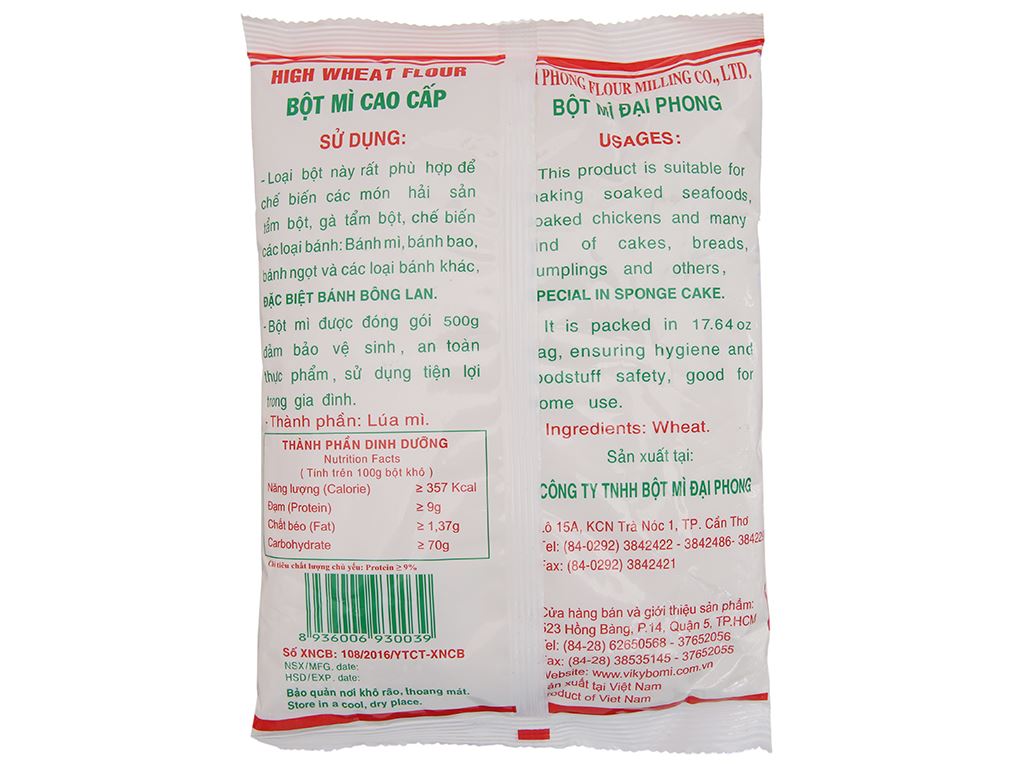 HIGH WHEAT FLOUR
BỘT MÌ CAO CẤP
SỬ DỤNG:
- Loại bột này rất phù hợp để
chế biến các món hải sản
tẩm bột, gà tẩm bột, chế biến
các loại bánh: Bánh mì, bánh bao,
bánh ngọt và các loại bánh khác,
ĐẶC BIỆT BÁNH BÔNG LAN.
- Bột mì được đóng gói 500g
đảm bảo vệ sinh, an toàn
thực phẩm, sử dụng tiện lợi
trong gia đình.
- Thành phần: Lúa mì.
THÀNH PHẦN DINH DƯỠNG
Nutrition Facts
(Tính trên 100g bột khô)
Năng lượng (Calorie) ≥ 357 Kcal
Đạm (Protein) ≥ 9g
Chất béo (Fat) ≥ 1,37g
Carbohydrate ≥ 70g
Chỉ tiêu chất lượng chủ yếu: Protein ≥ 9%
8 936006 930039
Số XNCB: 108/2016/YTCT-XNCB
NSX/MFG. date:
HSD/EXP. date:
Bảo quản nơi khô ráo, thoáng mát.
Store in a cool, dry place.
PHONG FLOUR MILLING CO., LTD.
BỘT MÌ ĐẠI PHONG
USAGES:
This product is suitable for
aking soaked seafoods,
oaked chickens and many
ind of cakes, breads,
umplings and others,
PECIAL IN SPONGE CAKE.
It is packed in 17.64 oz
ag, ensuring hygiene and
oodstuff safety, good for
ome use.
Ingredients: Wheat.
Sản xuất tại:
CÔNG TY TNHH BỘT MÌ ĐẠI PHONG
Lô 15A, KCN Trà Nóc 1, TP. Cần Thơ
Tel: (84-0292) 3842422 - 3842486-
Fax: (84-0292) 3842421
Cửa hàng bán và giới thiệu sản phẩm:
523 Hồng Bàng, P.14, Quận 5, TP.HCM
Tel: (84-28) 62650568 - 37652056
Fax: (84-28) 38535145 - 37652055
Website: www.vikybomi.com.vn
ản xuất tại Việt Nam
roduct of Viet Nam